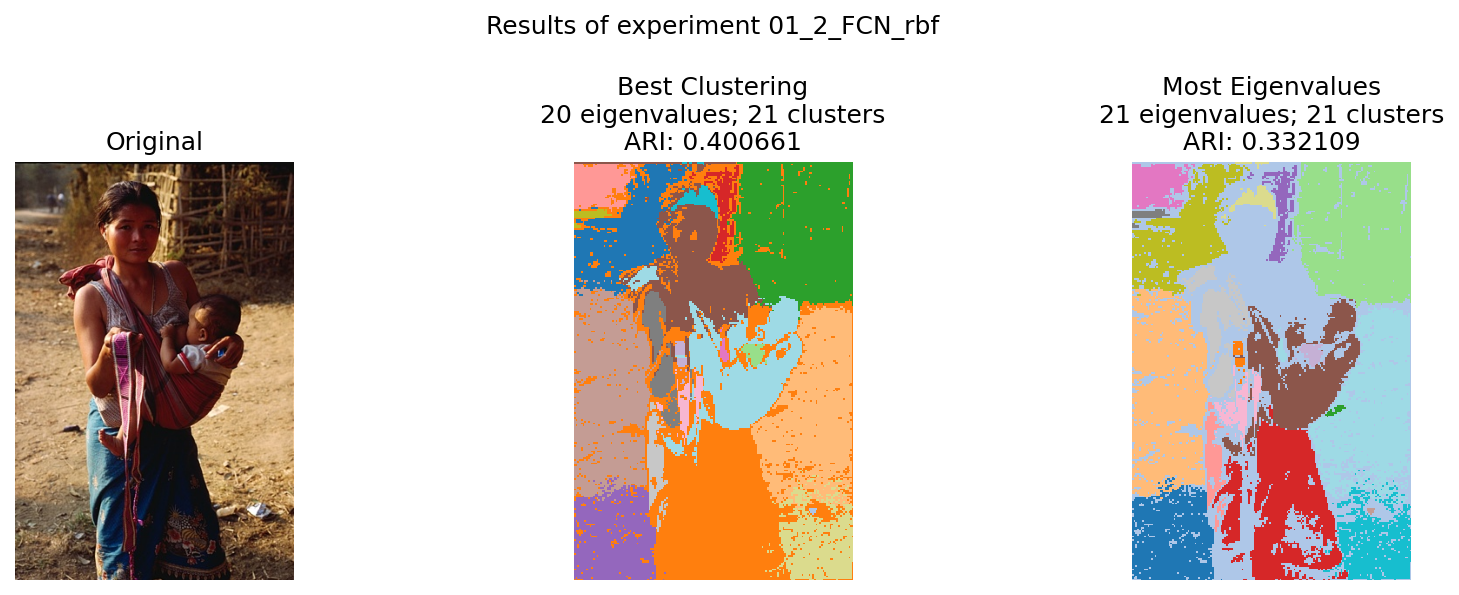 Results of experiment 01_2_FCN_rbf
Original
Best Clustering
20 eigenvalues; 21 clusters
ARI: 0.400661
Most Eigenvalues
21 eigenvalues; 21 clusters
ARI: 0.332109